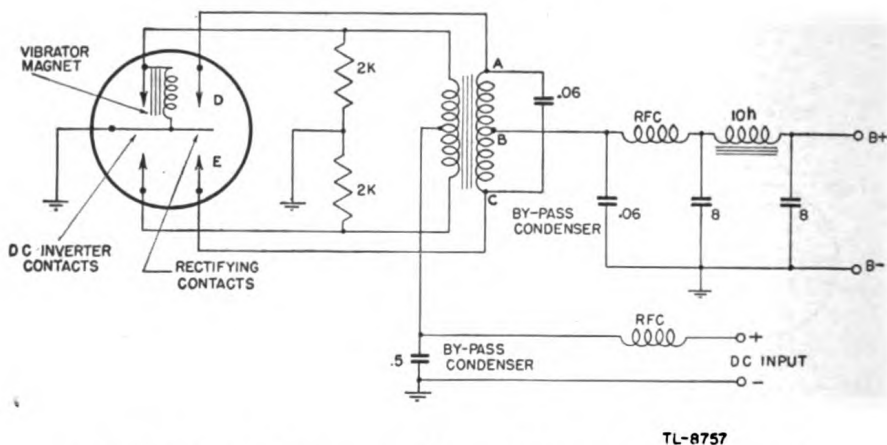 VIBRATOR
MAGNET
D
E
DC INVERTER
CONTACTS
RECTIFYING
CONTACTS
2K
2K
A
B
C
.06
BY-PASS
CONDENSER
.06
RFC
10h
8
8
B+
B-
.5
BY-PASS
CONDENSER
RFC
+
DC INPUT
-
TL-8757